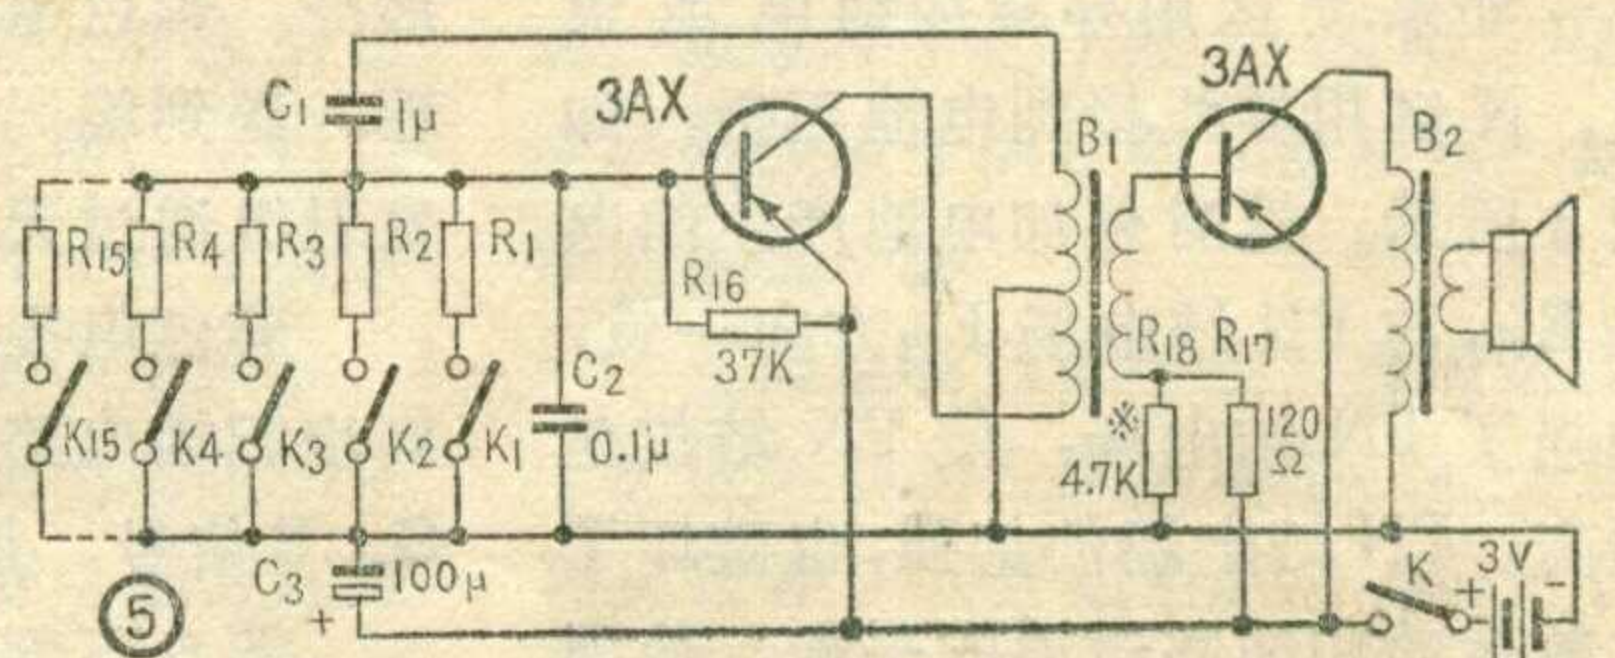 C1 1μ
3AX
3AX
B1
B2
R15 R4 R3 R2 R1
R16
37K
C2
0.1μ
R18 R17
※
4.7K
120
Ω
K15 K4 K3 K2 K1
C3 100μ
+
K
+ 3V -
5